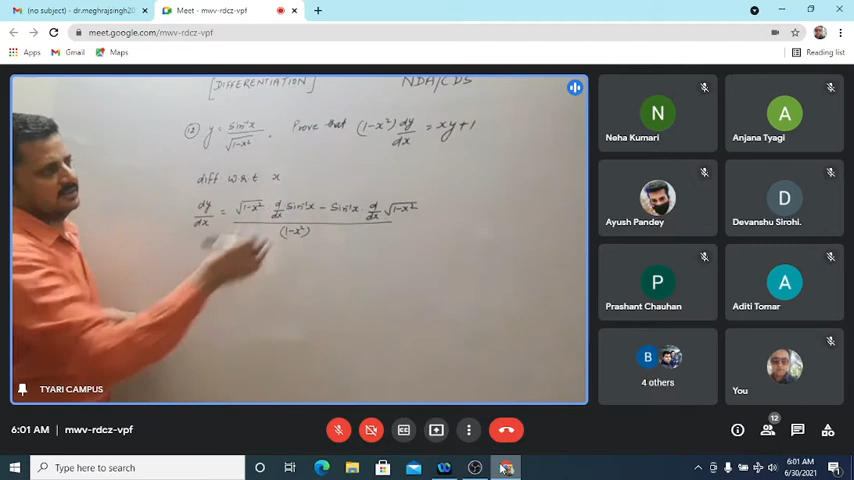 (no subject) - dr.meghrajsingh20
Meet - mwv-rdcz-vpf
meet.google.com/mwv-rdcz-vpf
Apps
Gmail
Maps
Reading list
[DIFFERENTIATION] NDA/CDS
(12) y = sin⁻¹x / √(1-x²) . Prove that (1-x²) dy/dx = xy+1
diff w.r.t x
dy/dx = √(1-x²) · d/dx sin⁻¹x - sin⁻¹x · d/dx √(1-x²)
(1-x²)
TYARI CAMPUS
N
Neha Kumari
A
Anjana Tyagi
Ayush Pandey
Devanshu Sirohi.
P
Prashant Chauhan
A
Aditi Tomar
B
4 others
You
6:01 AM mwv-rdcz-vpf
12
Type here to search
6:01 AM
6/30/2021
1